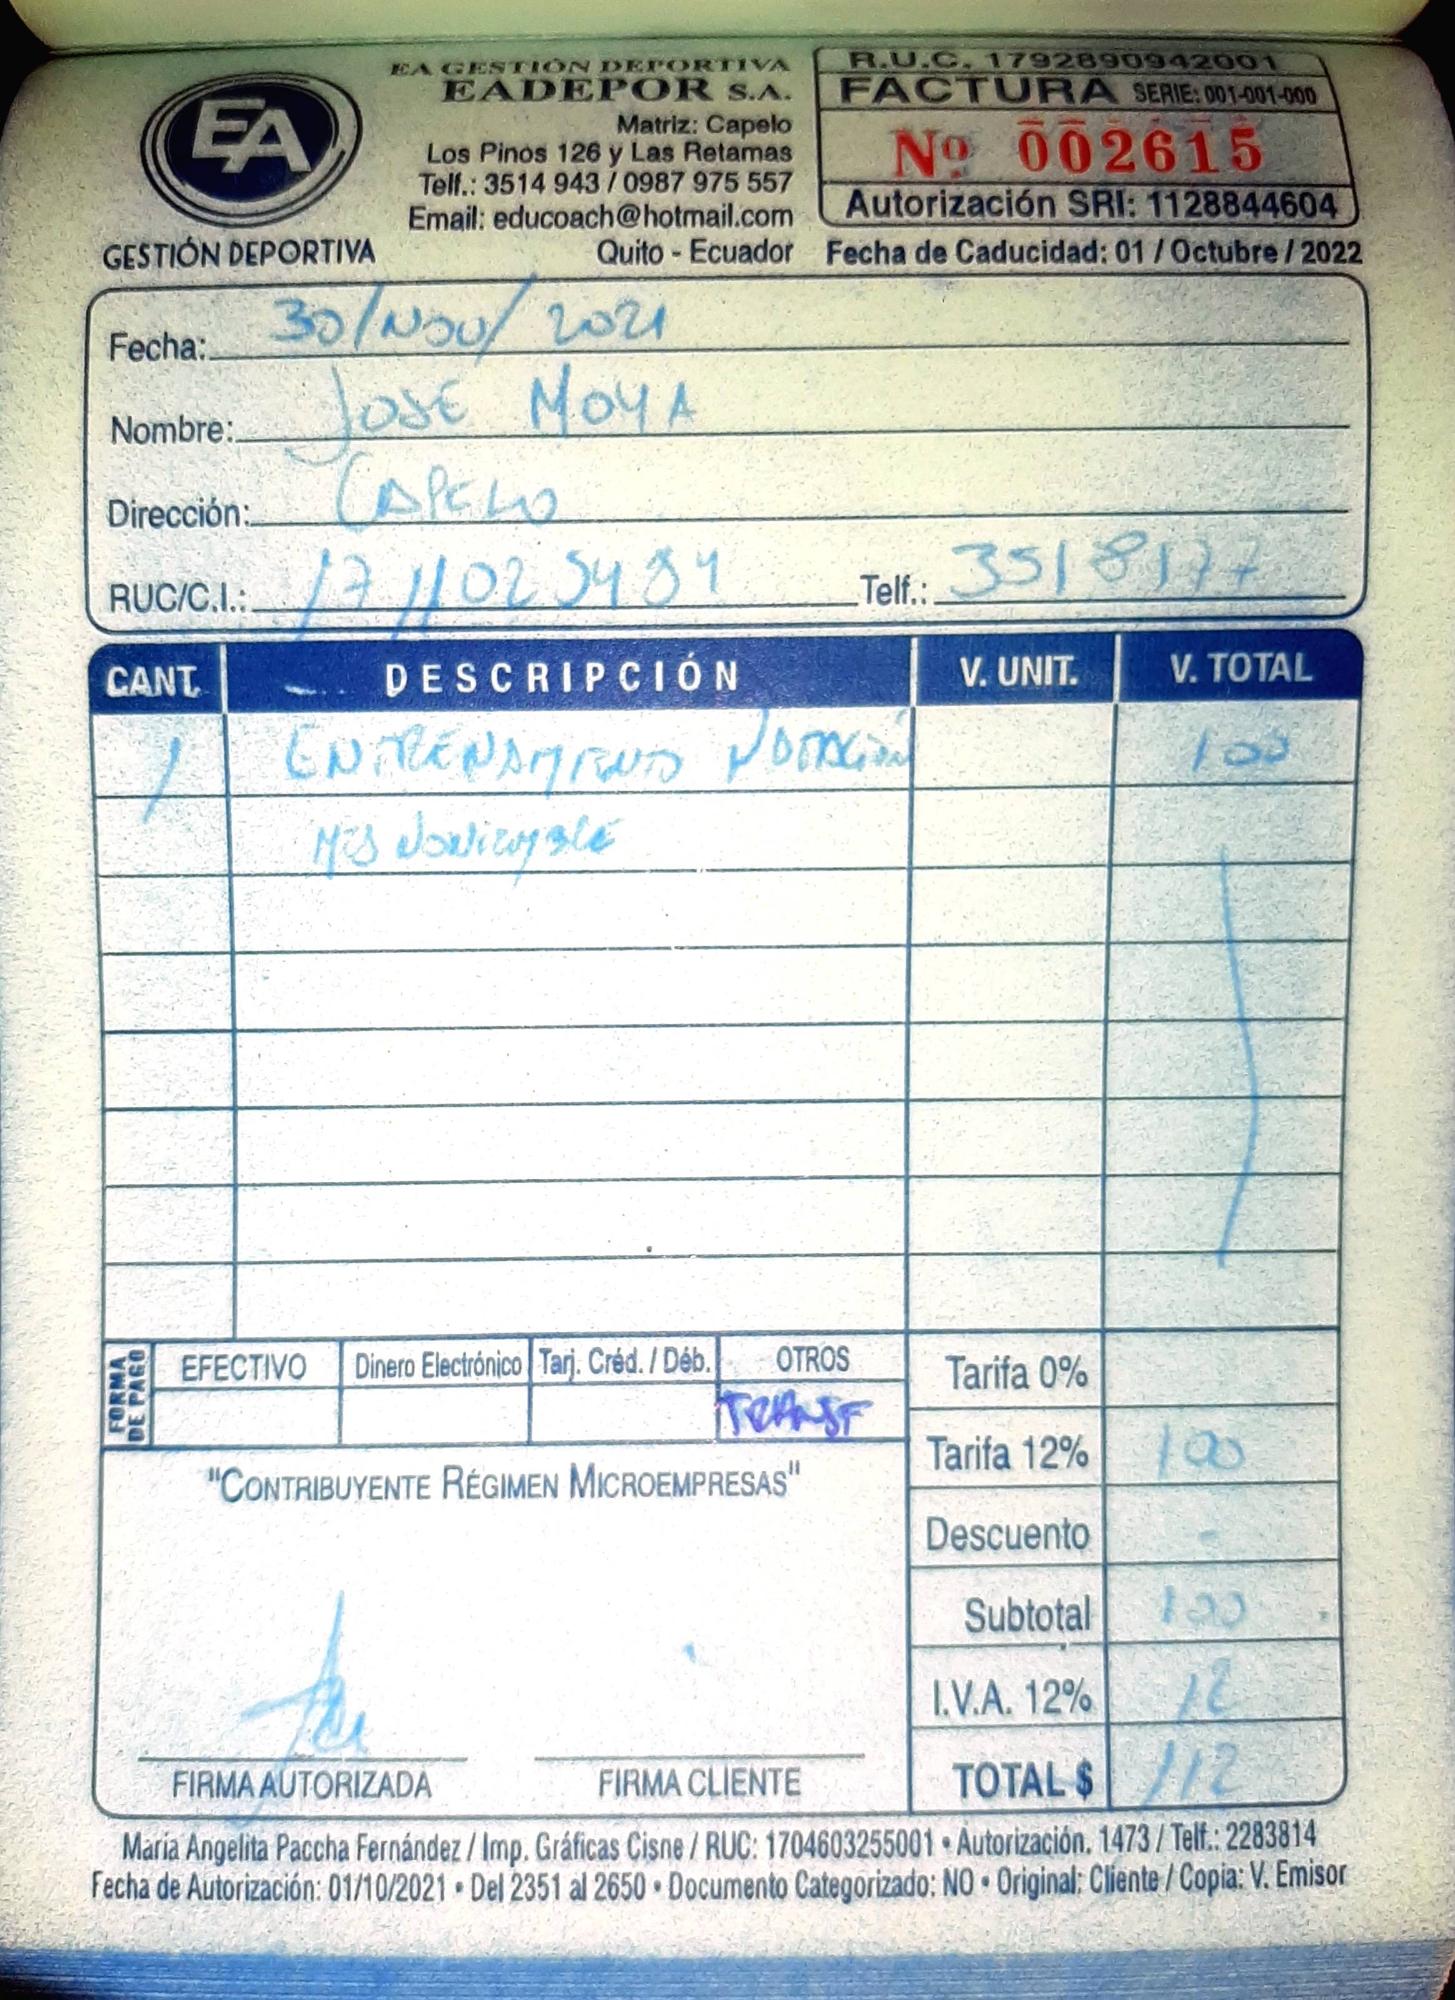 EA
GESTIÓN DEPORTIVA
EA GESTIÓN DEPORTIVA
EADEPOR S.A.
Matriz: Capelo
Los Pinos 126 y Las Retamas
Telf.: 3514 943 / 0987 975 557
Email: educoach@hotmail.com
Quito - Ecuador
R.U.C. 1792890942001
FACTURA SERIE: 001-001-000
Nº 002615
Autorización SRI: 1128844604
Fecha de Caducidad: 01 / Octubre / 2022
Fecha: 30/NOV/2021
Nombre: JOSE MOYA
Dirección: CAPELO
RUC/C.I.: Telf.: 3518177
CANT. DESCRIPCIÓN V. UNIT. V. TOTAL
1 ENTRENAMIENTO NATACIÓN 100
MES NOVIEMBRE
FORMA DE PAGO
EFECTIVO Dinero Electrónico Tarj. Créd. / Déb. OTROS
TRANSF
Tarifa 0%
Tarifa 12% 100
Descuento -
Subtotal 100
I.V.A. 12% 12
TOTAL $ 112
"CONTRIBUYENTE RÉGIMEN MICROEMPRESAS"
FIRMA AUTORIZADA FIRMA CLIENTE
María Angelita Paccha Fernández / Imp. Gráficas Cisne / RUC: 1704603255001 • Autorización. 1473 / Telf.: 2283814
Fecha de Autorización: 01/10/2021 • Del 2351 al 2650 • Documento Categorizado: NO • Original: Cliente / Copia: V. Emisor